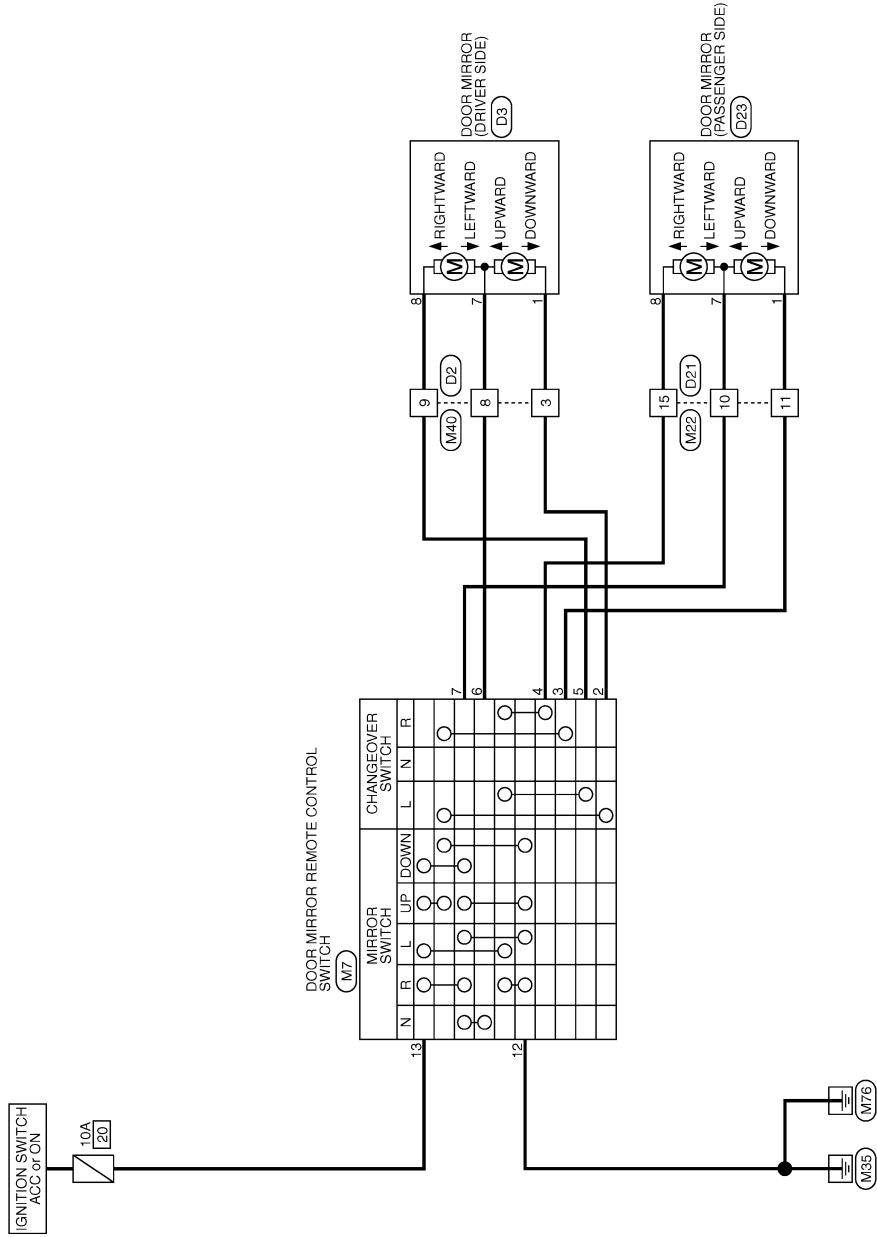 IGNITION SWITCH
ACC or ON
10A
20
DOOR MIRROR REMOTE CONTROL
SWITCH
M7
MIRROR
SWITCH
CHANGEOVER
SWITCH
N
R
L
UP
DOWN
L
N
R
13
12
7
6
4
3
5
2
M35
M76
9
8
3
M40
D2
15
10
11
M22
D21
8
7
1
RIGHTWARD
LEFTWARD
UPWARD
DOWNWARD
M
M
DOOR MIRROR
(DRIVER SIDE)
D3
8
7
1
RIGHTWARD
LEFTWARD
UPWARD
DOWNWARD
M
M
DOOR MIRROR
(PASSENGER SIDE)
D23